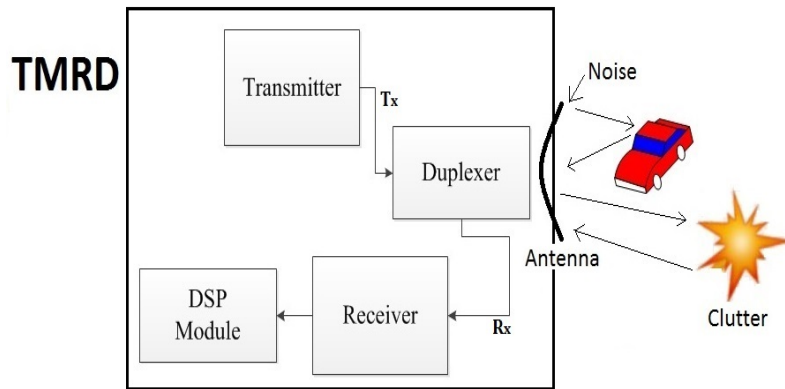 TMRD
Transmitter
Tx
Noise
Duplexer
Antenna
Clutter
DSP
Module
Receiver
Rx